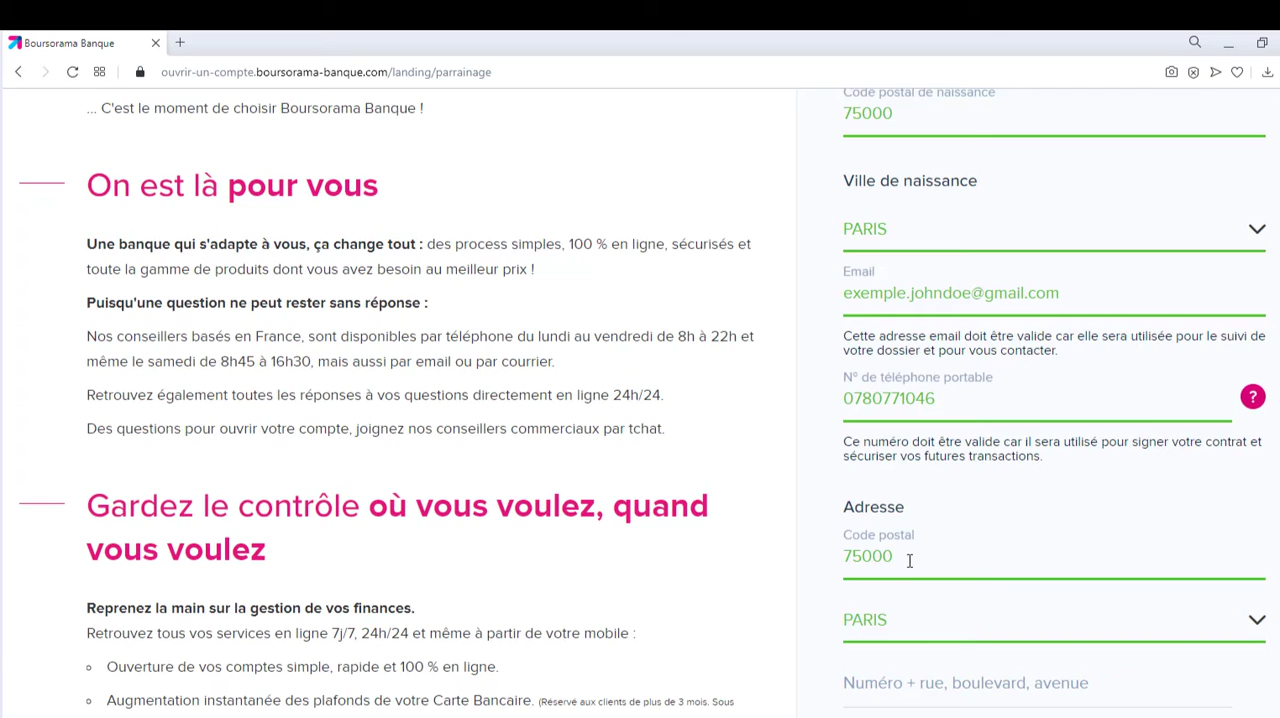 Boursorama Banque
ouvrir-un-compte.boursorama-banque.com/landing/parrainage
... C'est le moment de choisir Boursorama Banque !
On est là pour vous
Une banque qui s'adapte à vous, ça change tout : des process simples, 100 % en ligne, sécurisés et
toute la gamme de produits dont vous avez besoin au meilleur prix !
Puisqu'une question ne peut rester sans réponse :
Nos conseillers basés en France, sont disponibles par téléphone du lundi au vendredi de 8h à 22h et
même le samedi de 8h45 à 16h30, mais aussi par email ou par courrier.
Retrouvez également toutes les réponses à vos questions directement en ligne 24h/24.
Des questions pour ouvrir votre compte, joignez nos conseillers commerciaux par tchat.
Gardez le contrôle où vous voulez, quand
vous voulez
Reprenez la main sur la gestion de vos finances.
Retrouvez tous vos services en ligne 7j/7, 24h/24 et même à partir de votre mobile :
Ouverture de vos comptes simple, rapide et 100 % en ligne.
Augmentation instantanée des plafonds de votre Carte Bancaire. (Réservé aux clients de plus de 3 mois. Sous
Code postal de naissance
75000
Ville de naissance
PARIS
Email
exemple.johndoe@gmail.com
Cette adresse email doit être valide car elle sera utilisée pour le suivi de
votre dossier et pour vous contacter.
N° de téléphone portable
0780771046
?
Ce numéro doit être valide car il sera utilisé pour signer votre contrat et
sécuriser vos futures transactions.
Adresse
Code postal
75000
PARIS
Numéro + rue, boulevard, avenue